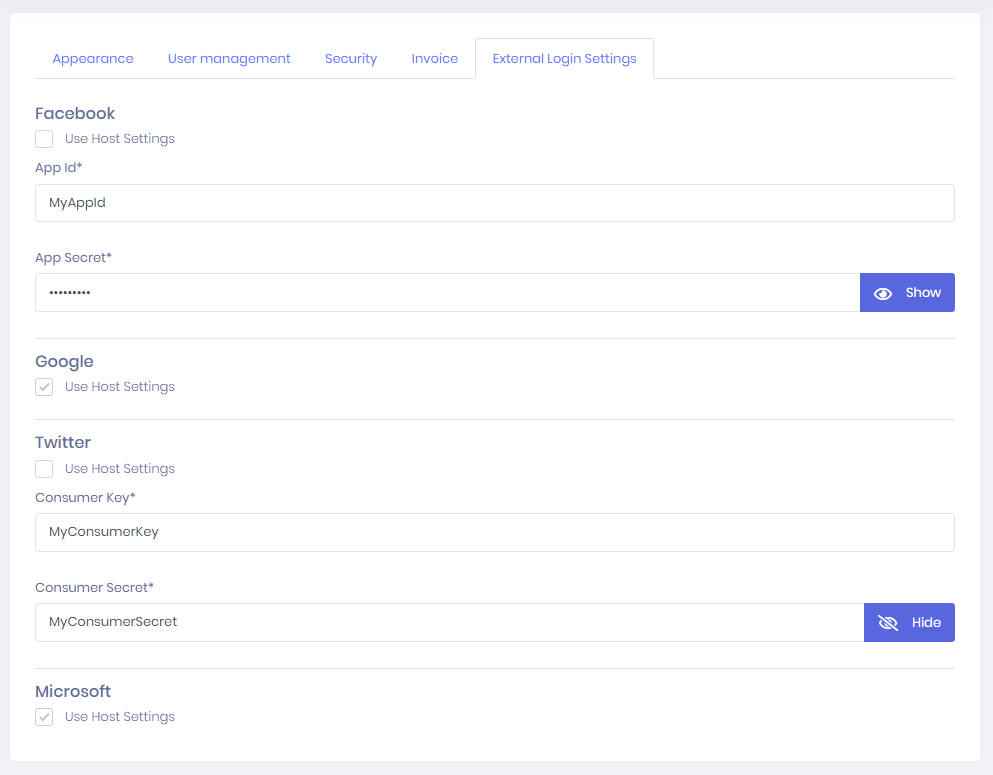 Appearance User management Security Invoice External Login Settings
Facebook
Use Host Settings
App Id*
MyAppId
App Secret*
•••••••••
Show
Google
Use Host Settings
Twitter
Use Host Settings
Consumer Key*
MyConsumerKey
Consumer Secret*
MyConsumerSecret
Hide
Microsoft
Use Host Settings